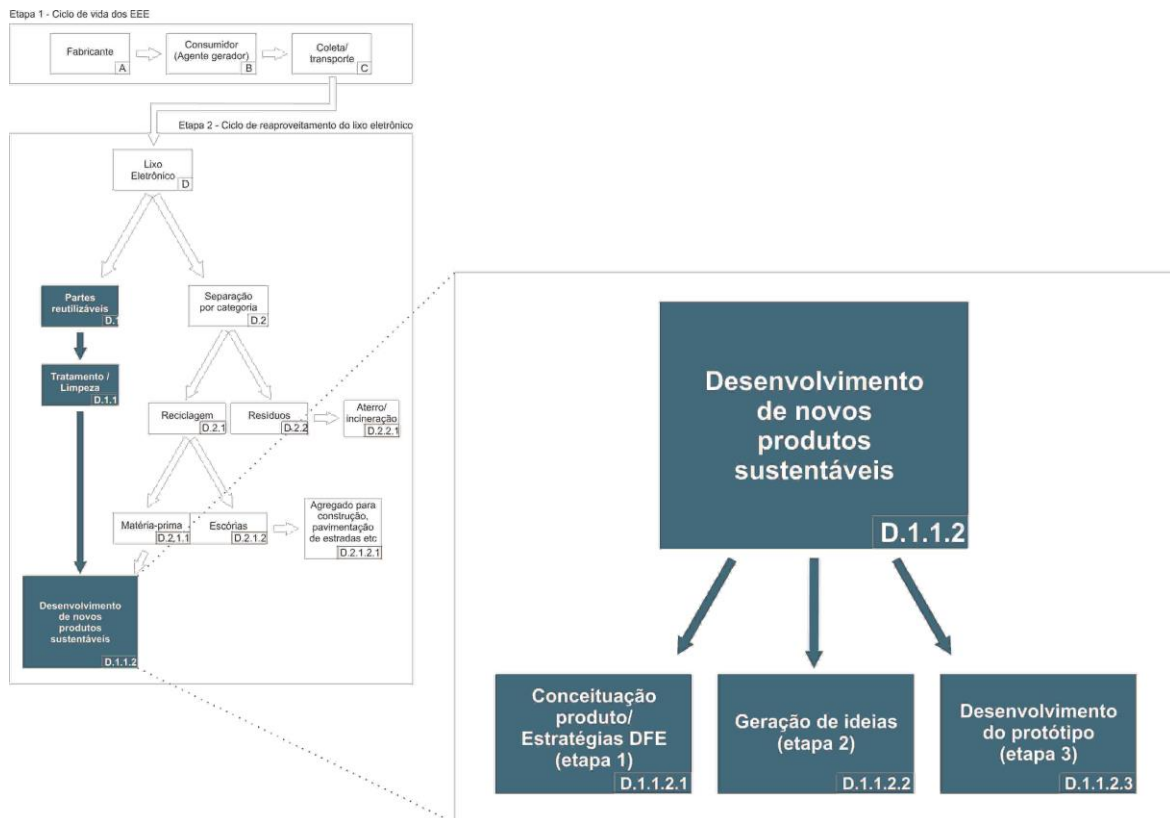 Etapa 1 - Ciclo de vida dos EEE
Fabricante
A
Consumidor
(Agente gerador)
B
Coleta/
transporte
C
Etapa 2 - Ciclo de reaproveitamento do lixo eletrônico
Lixo
Eletrônico
D
Partes
reutilizáveis
D.1
Separação
por categoria
D.2
Tratamento /
Limpeza
D.1.1
Reciclagem
D.2.1
Resíduos
D.2.2
Aterro/
incineração
D.2.2.1
Matéria-prima
D.2,1.1
Escórias
D.2.1.2
Agregado para
construção,
pavimentação
de estradas etc
D.2.1.2.1
Desenvolvimento
de novos
produtos
sustentáveis
D.1.1.2
Desenvolvimento
de novos
produtos
sustentáveis
D.1.1.2
Conceituação
produto/
Estratégias DFE
(etapa 1)
D.1.1.2.1
Geração de ideias
(etapa 2)
D.1.1.2.2
Desenvolvimento
do protótipo
(etapa 3)
D.1.1.2.3